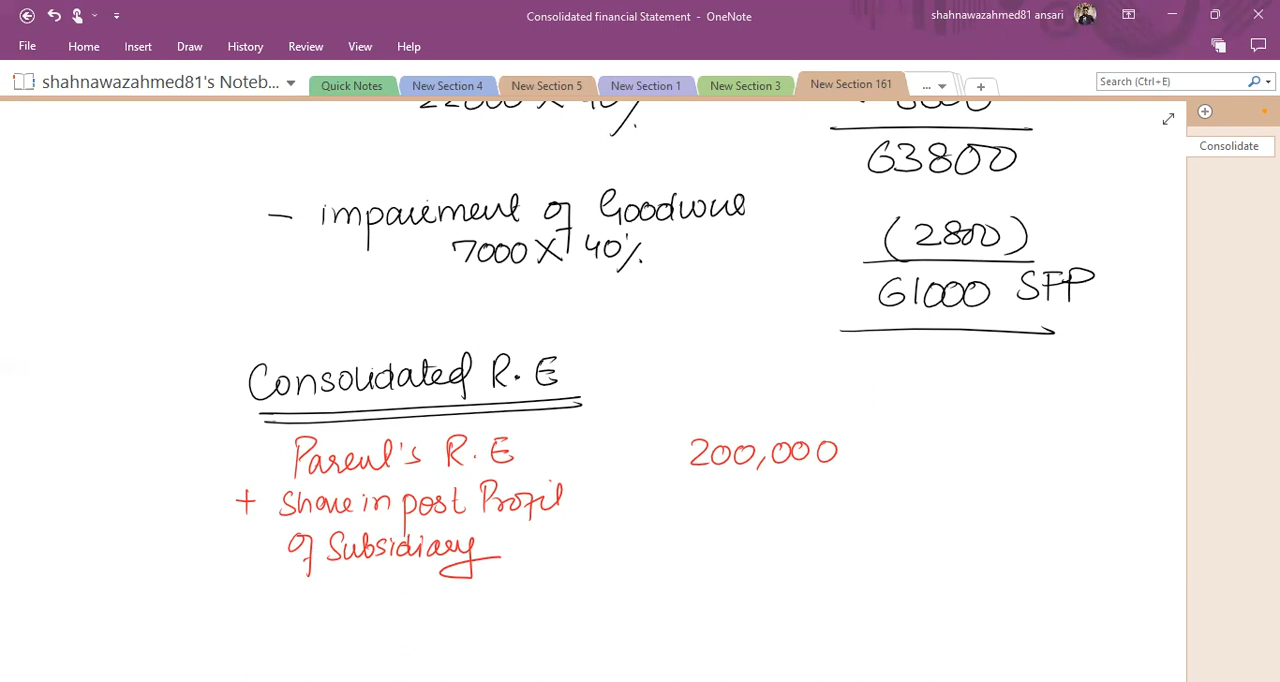 Consolidated financial Statement - OneNote
shahnawazahmed81 ansari
File Home Insert Draw History Review View Help
shahnawazahmed81's Noteb... Quick Notes New Section 4 New Section 5 New Section 1 New Section 3 New Section 161 ... + Search (Ctrl+E)
Consolidate
22000 X 40%
63800
- impairment of Goodwill
7000 X 40%
(2800)
61000 SFP
Consolidated R.E
Parent's R.E 200,000
+ Share in post Profit
of Subsidiary